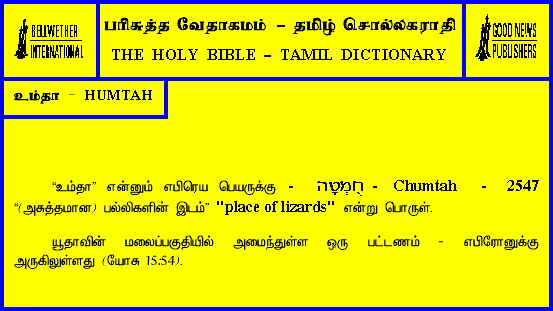 BELLWETHER
INTERNATIONAL
பரிசுத்த வேதாகமம் – தமிழ் சொல்லகராதி
THE HOLY BIBLE – TAMIL DICTIONARY
GOOD NEWS
PUBLISHERS
உம்தா - HUMTAH
“உம்தா” என்னும் எபிரெய பெயருக்கு - חֻמְטָה - Chumtah - 2547
“(அசுத்தமான) பல்லிகளின் இடம்” "place of lizards" என்று பொருள்.
யூதாவின் மலைப்பகுதியில் அமைந்துள்ள ஒரு பட்டணம் - எபிரோனுக்கு
அருகிலுள்ளது (யோசு 15:54).